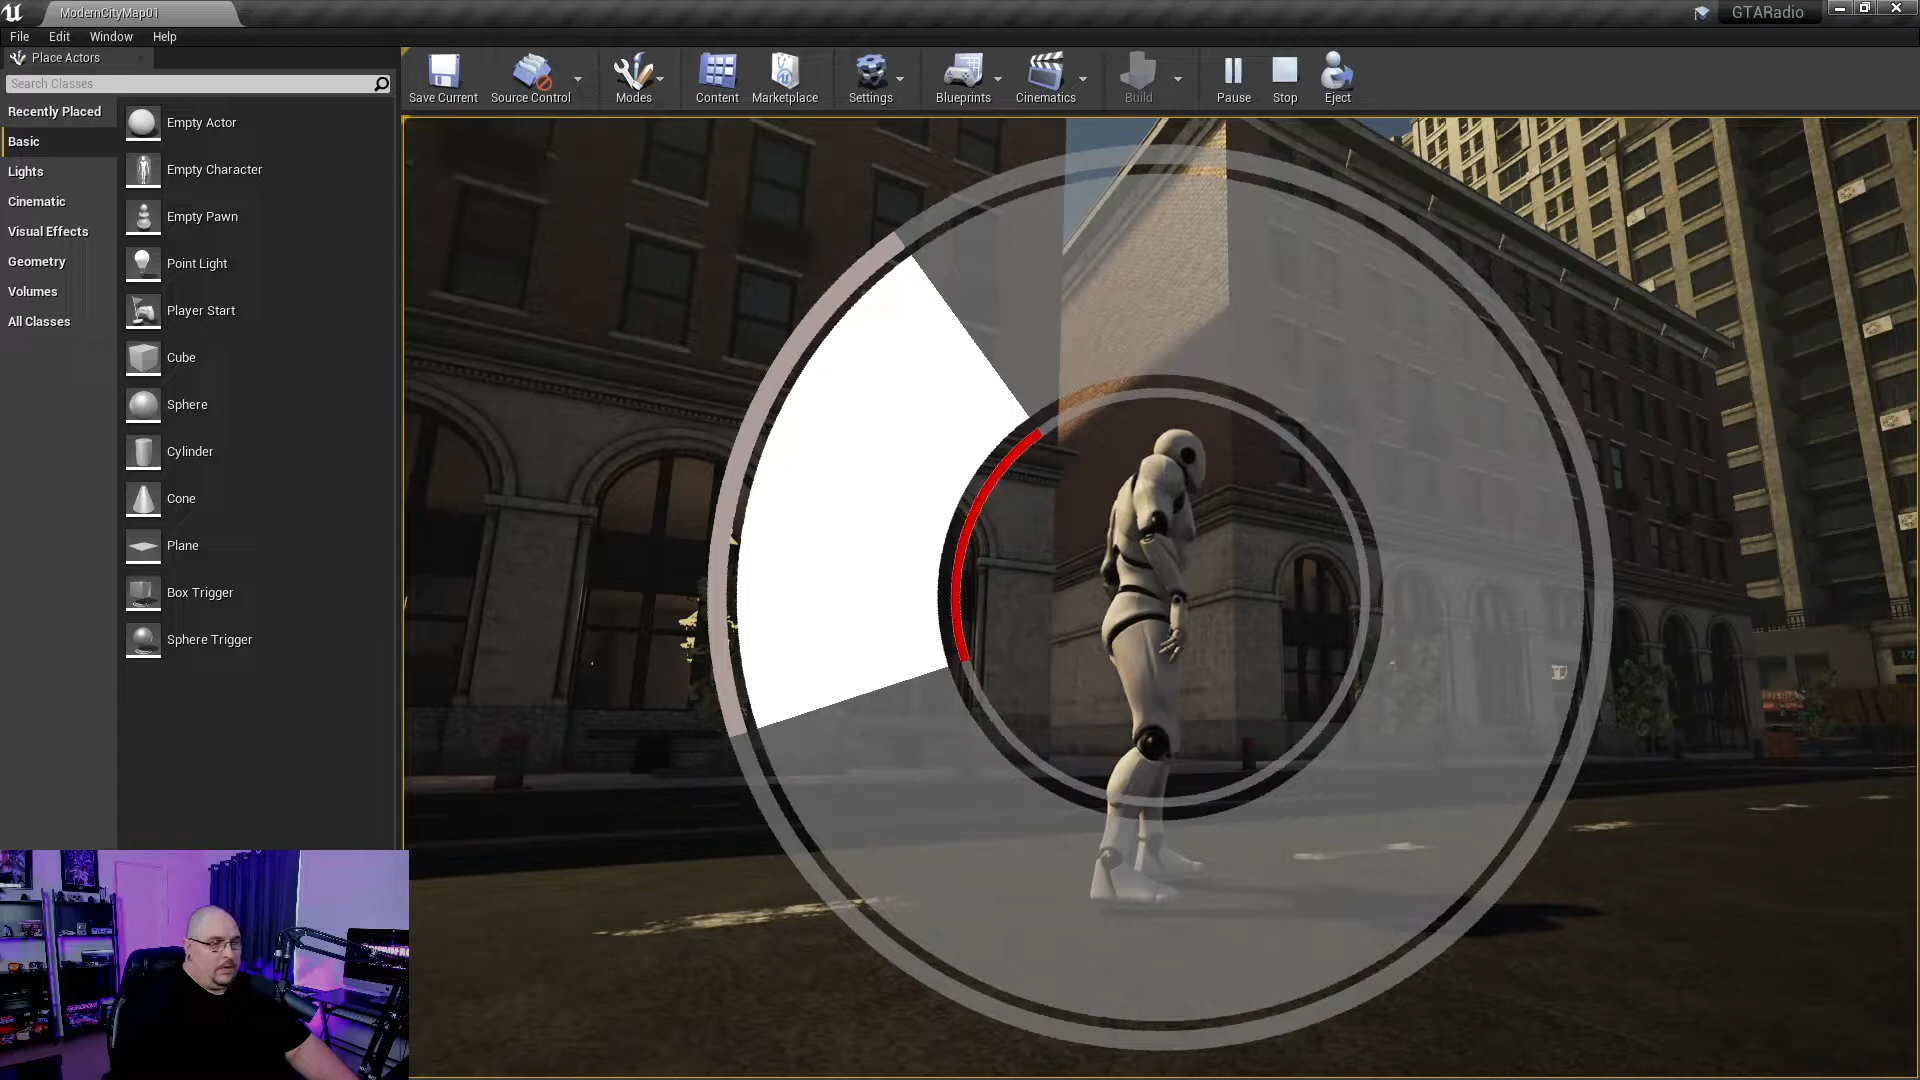 ModernCityMap01
GTARadio
File Edit Window Help
Place Actors
Search Classes
Recently Placed
Basic
Lights
Cinematic
Visual Effects
Geometry
Volumes
All Classes
Empty Actor
Empty Character
Empty Pawn
Point Light
Player Start
Cube
Sphere
Cylinder
Cone
Plane
Box Trigger
Sphere Trigger
Save Current
Source Control
Modes
Content
Marketplace
Settings
Blueprints
Cinematics
Build
Pause
Stop
Eject